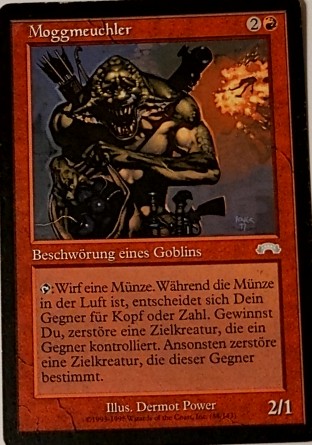 Moggmeuchler
2
Beschwörung eines Goblins
:Wirf eine Münze. Während die Münze
in der Luft ist, entscheidet sich Dein
Gegner für Kopf oder Zahl. Gewinnst
Du, zerstöre eine Zielkreatur, die ein
Gegner kontrolliert. Ansonsten zerstöre
eine Zielkreatur, die dieser Gegner
bestimmt.
Illus. Dermot Power
2/1